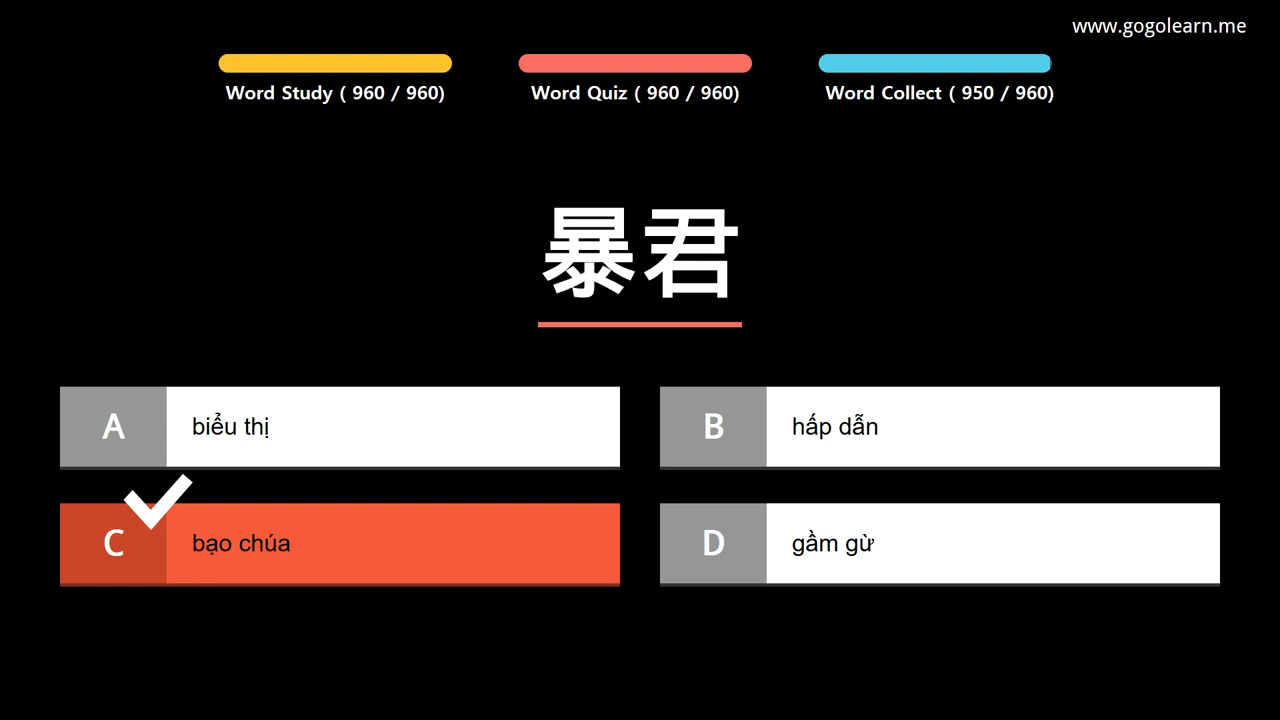 www.gogolearn.me
Word Study ( 960 / 960)
Word Quiz ( 960 / 960)
Word Collect ( 950 / 960)
暴君
A
biểu thị
B
hấp dẫn
C
bạo chúa
D
gầm gừ